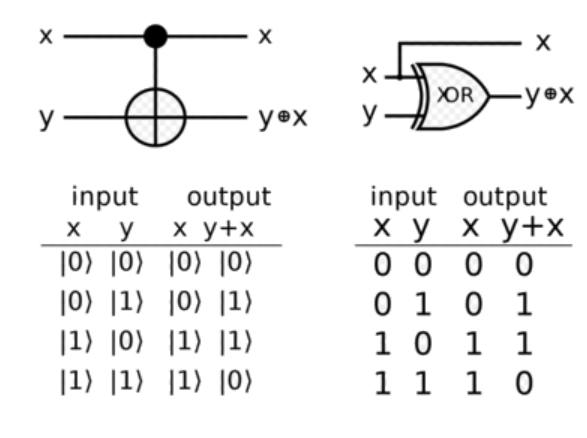 x x
y y⊕x
x
x XOR y⊕x
y
input output
x y x y+x
|0⟩ |0⟩ |0⟩ |0⟩
|0⟩ |1⟩ |0⟩ |1⟩
|1⟩ |0⟩ |1⟩ |1⟩
|1⟩ |1⟩ |1⟩ |0⟩
input output
x y x y+x
0 0 0 0
0 1 0 1
1 0 1 1
1 1 1 0